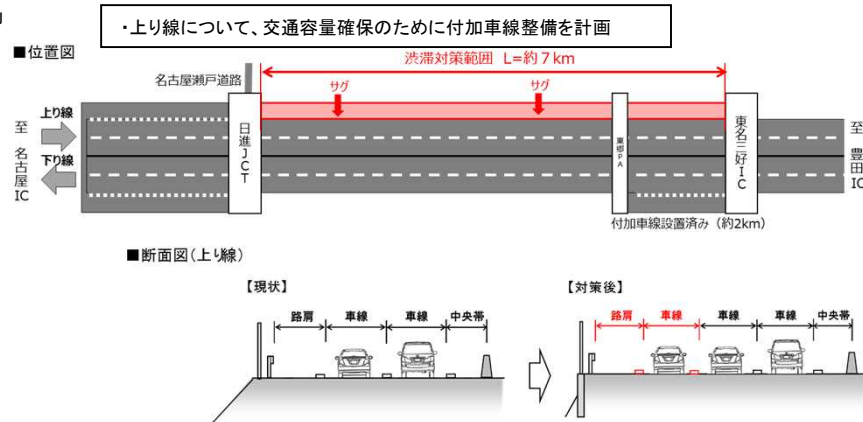 ・上り線について、交通容量確保のために付加車線整備を計画
■位置図
渋滞対策範囲 L=約7km
名古屋瀬戸道路
サグ
サグ
至 名古屋IC
上り線
下り線
日進JCT
東郷PA
東名三好IC
至 豊田IC
付加車線設置済み（約2km）
■断面図(上り線)
【現状】
【対策後】
路肩 車線 車線 中央帯
路肩 車線 車線 車線 中央帯